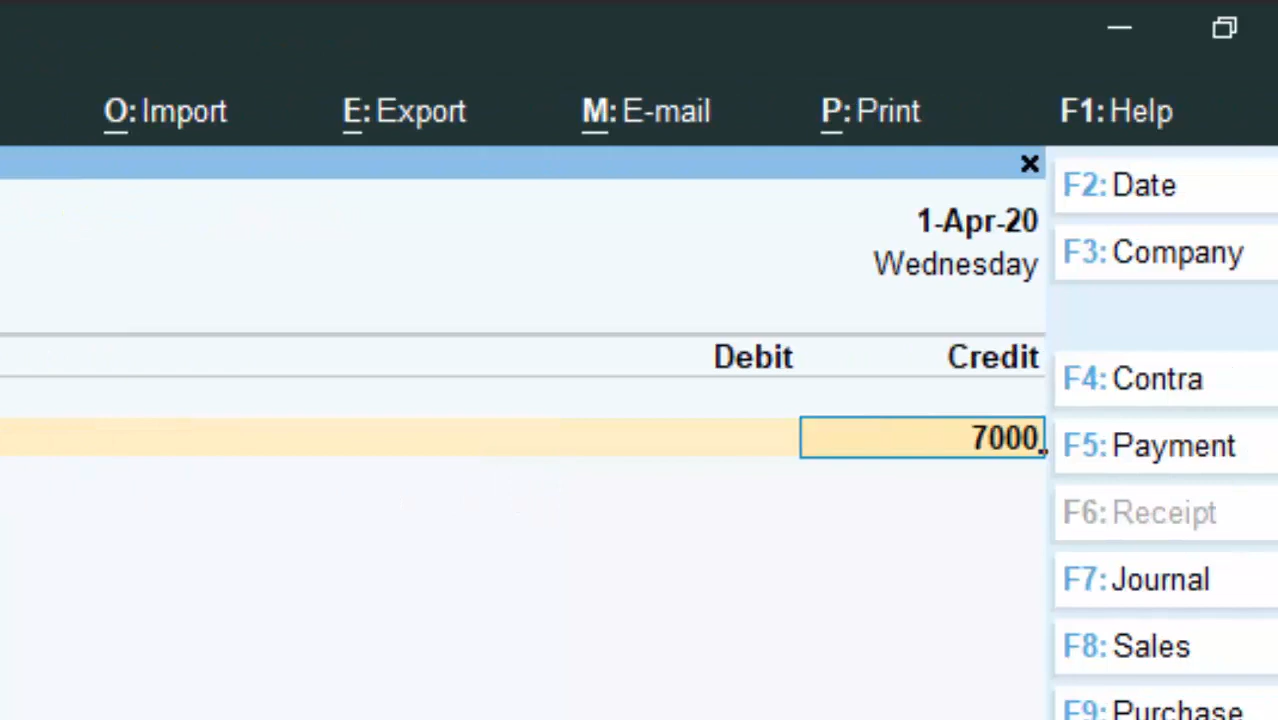 O: Import E: Export M: E-mail P: Print F1: Help
F2: Date
1-Apr-20
Wednesday
F3: Company
Debit Credit
F4: Contra
7000
F5: Payment
F6: Receipt
F7: Journal
F8: Sales
F9: Purchase